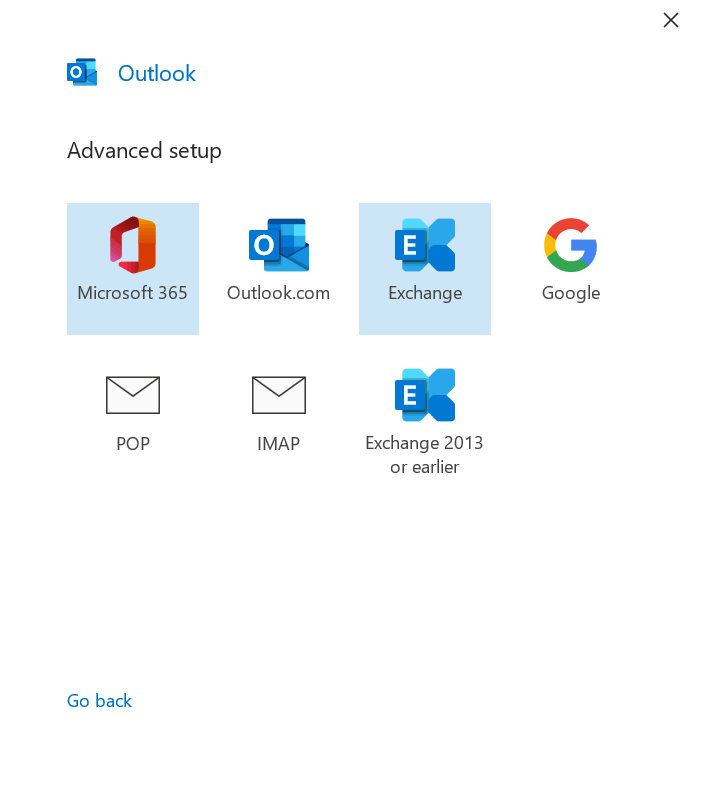 Outlook
Advanced setup
Microsoft 365
Outlook.com
Exchange
Google
POP
IMAP
Exchange 2013
or earlier
Go back